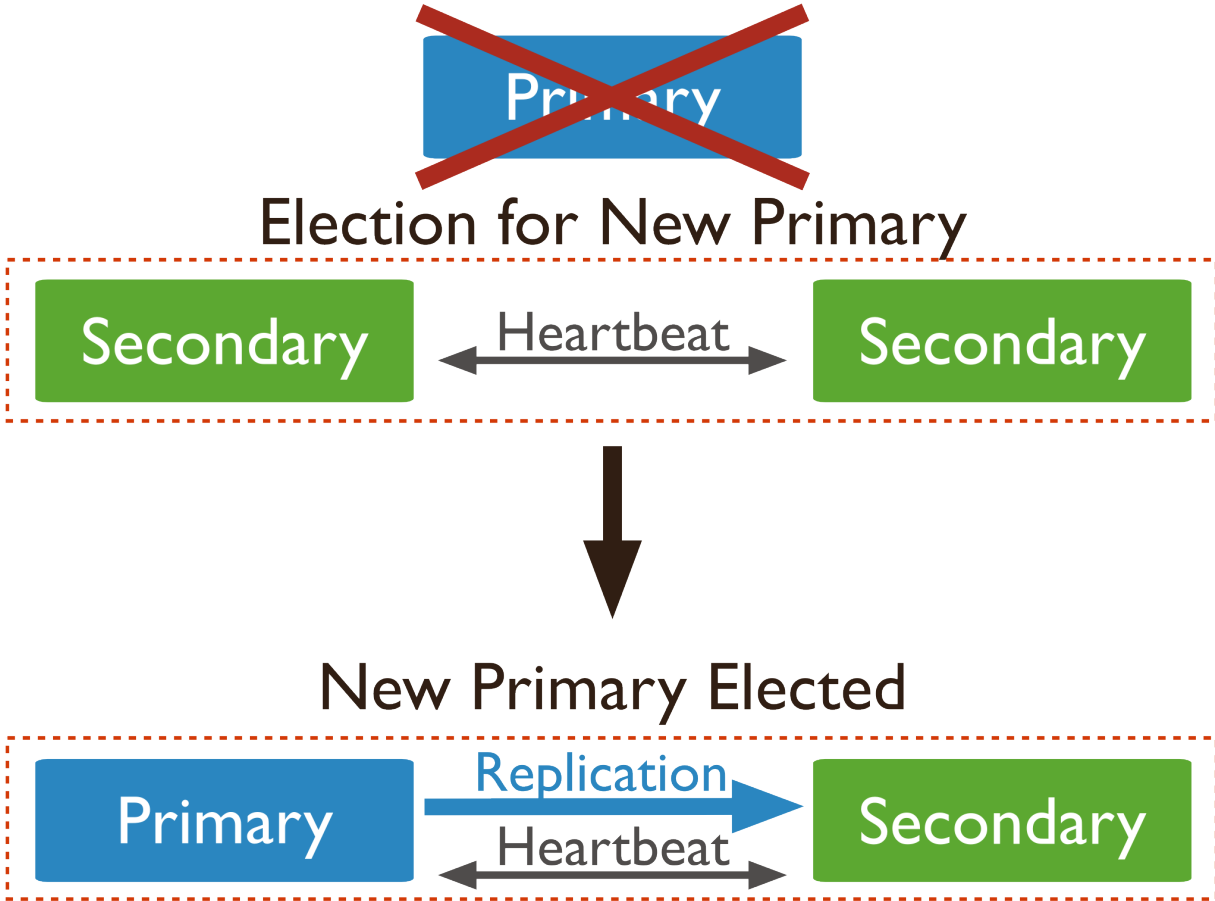 Primary
Election for New Primary
Secondary
Heartbeat
Secondary
New Primary Elected
Primary
Replication
Heartbeat
Secondary